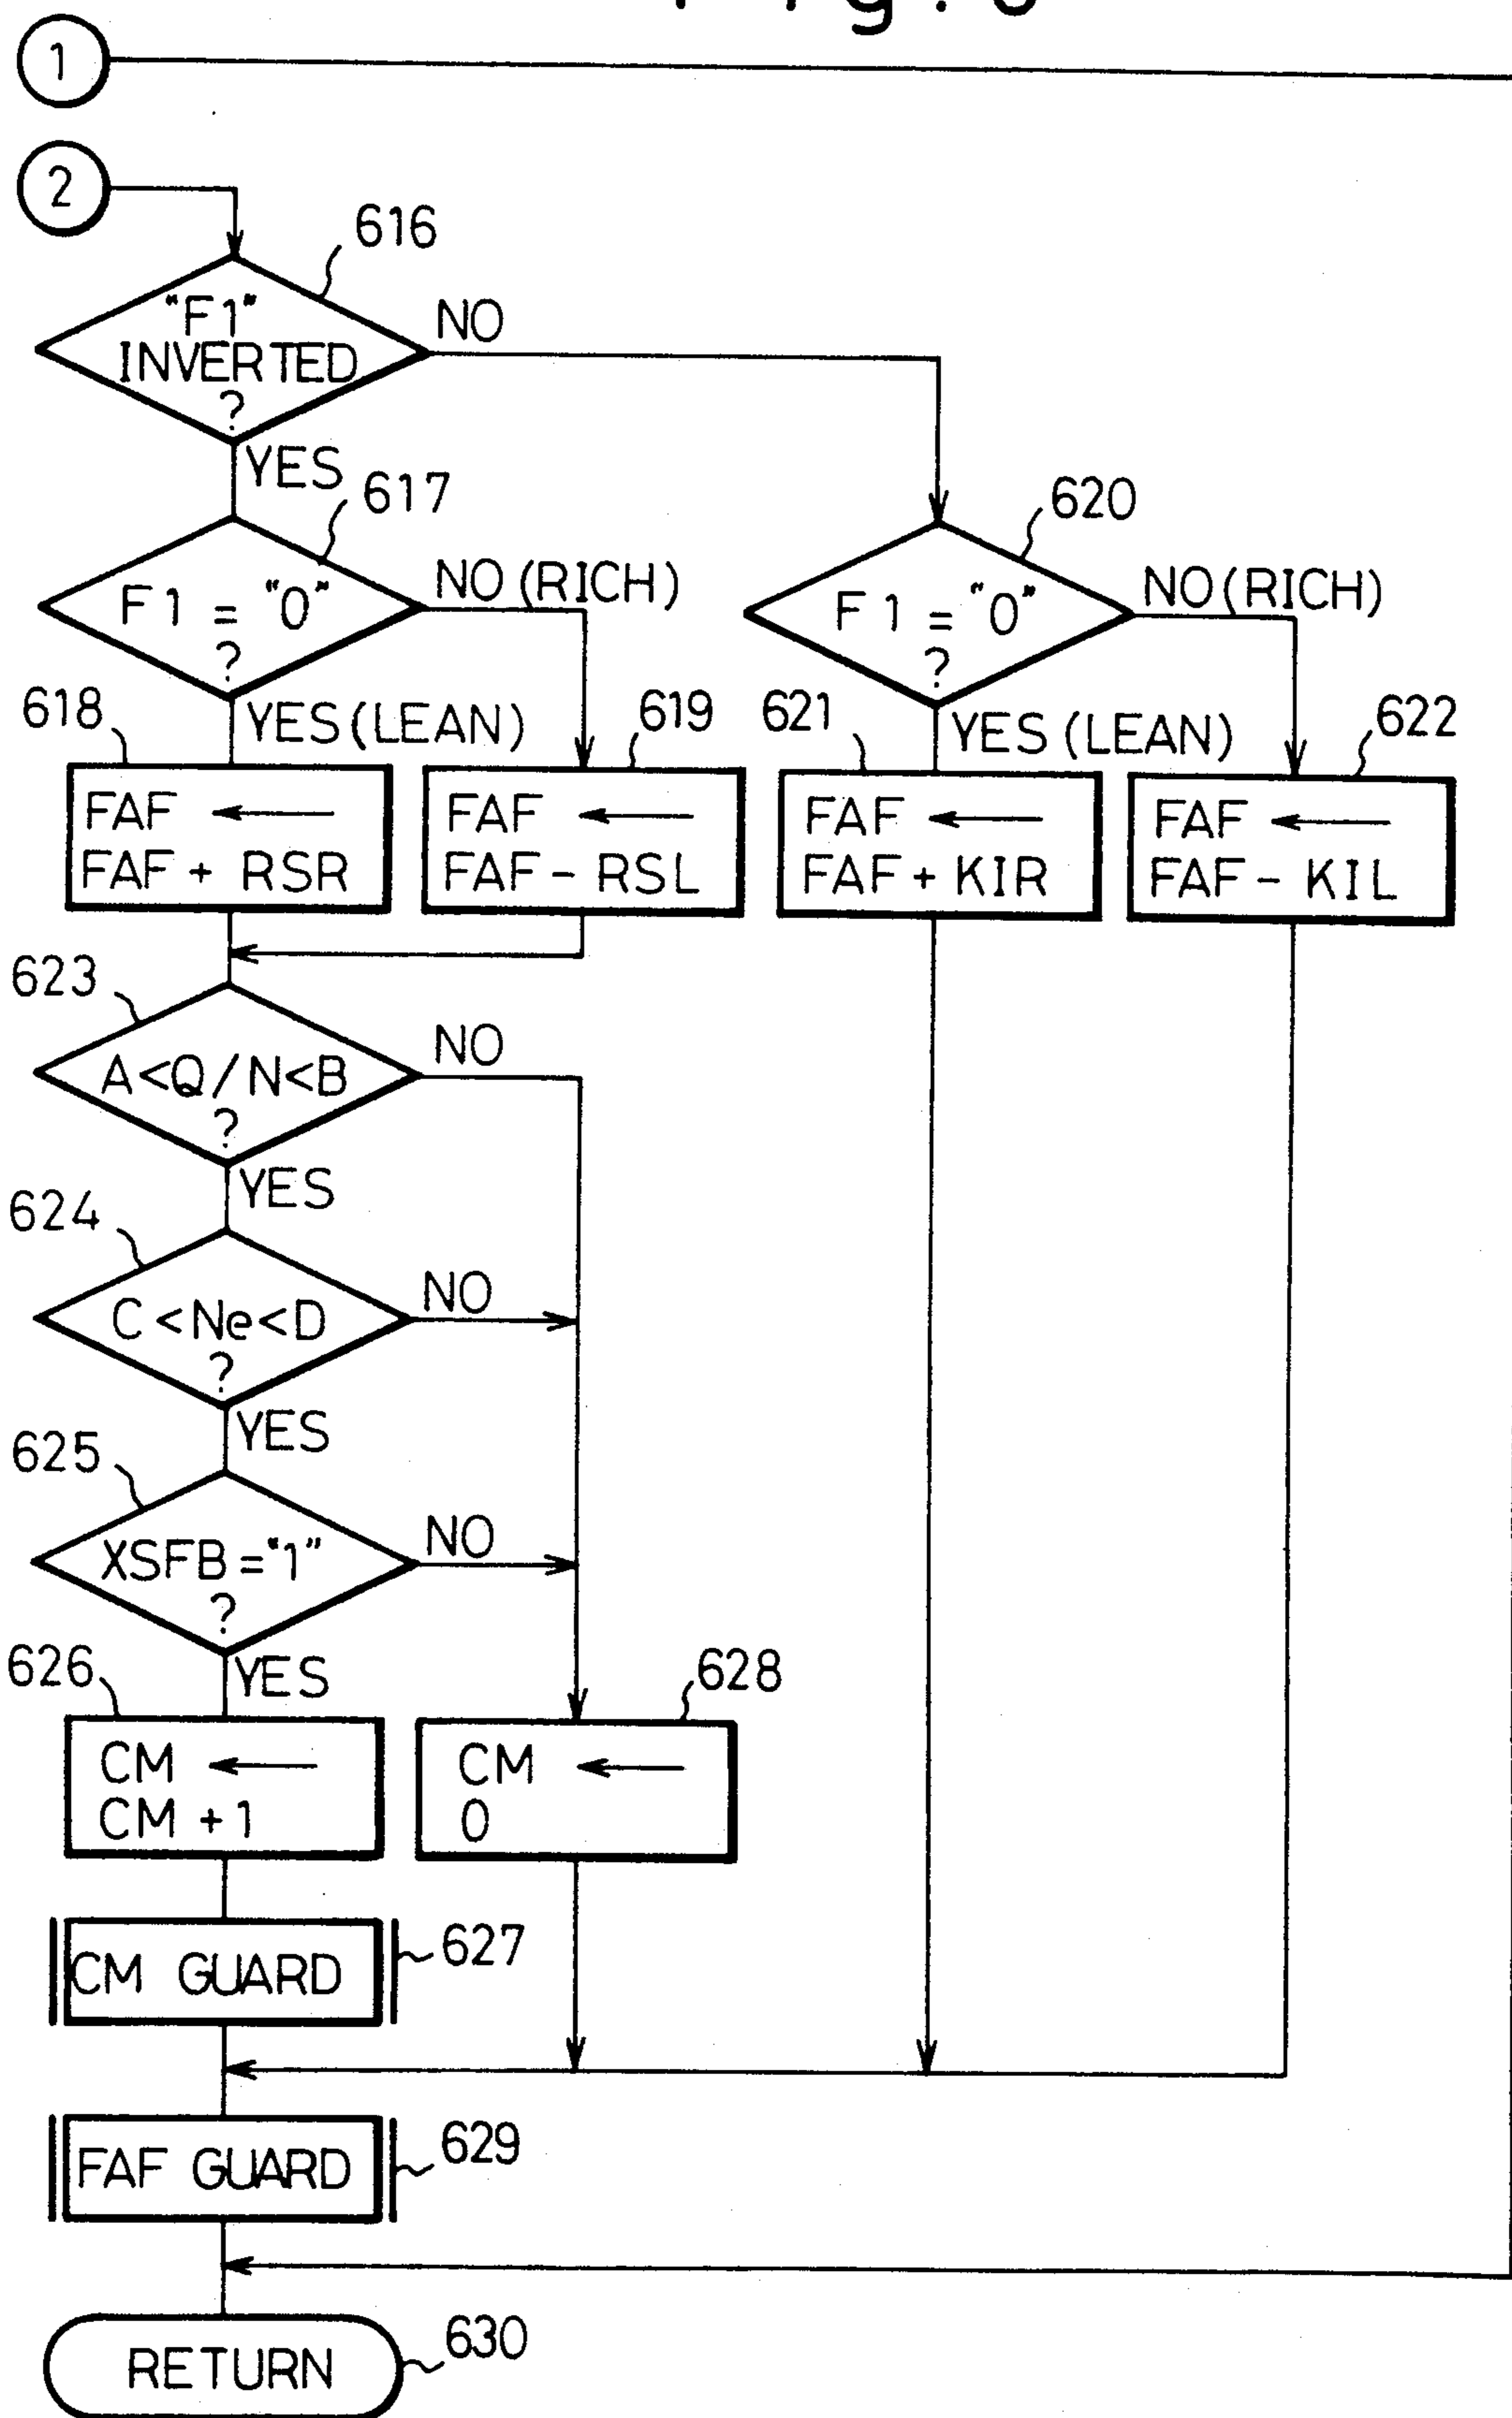 1
2
616
"F1"
INVERTED
?
NO
YES
617
F1 = "0"
?
NO (RICH)
620
F1 = "0"
?
NO (RICH)
618
YES (LEAN)
619
621
YES (LEAN)
622
FAF ←
FAF + RSR
FAF ←
FAF - RSL
FAF ←
FAF + KIR
FAF ←
FAF - KIL
623
A<Q/N<B
?
NO
YES
624
C<Ne<D
?
NO
YES
625
XSFB="1"
?
NO
YES
626
628
CM ←
CM +1
CM ←
0
CM GUARD
627
FAF GUARD
629
RETURN
630